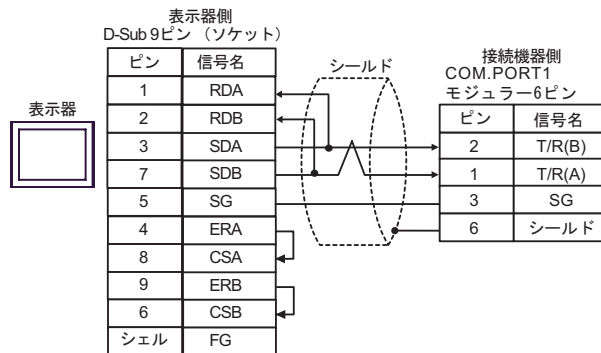 表示器側
D-Sub 9ピン （ソケット）
ピン 信号名
1 RDA
2 RDB
3 SDA
7 SDB
5 SG
4 ERA
8 CSA
9 ERB
6 CSB
シェル FG
表示器
シールド
接続機器側
COM.PORT1
モジュラー6ピン
ピン 信号名
2 T/R(B)
1 T/R(A)
3 SG
6 シールド